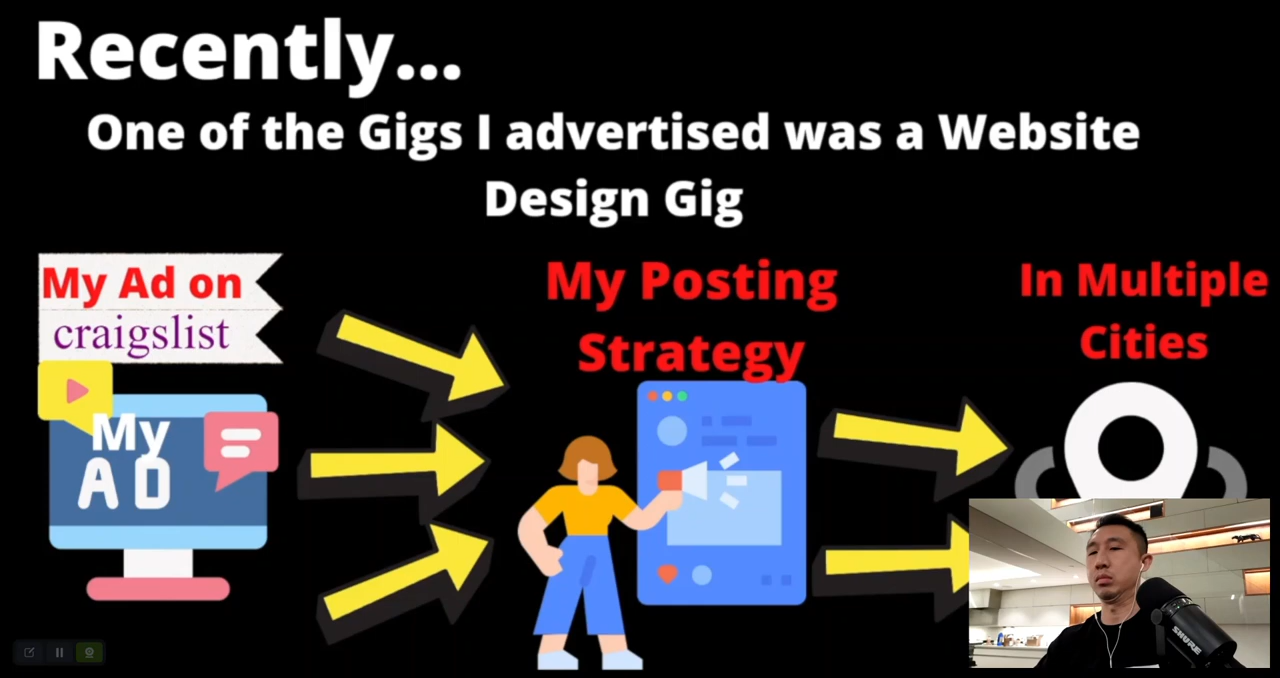 Recently...
One of the Gigs I advertised was a Website
Design Gig
My Ad on
craigslist
My
AD
My Posting
Strategy
In Multiple
Cities
SHURE